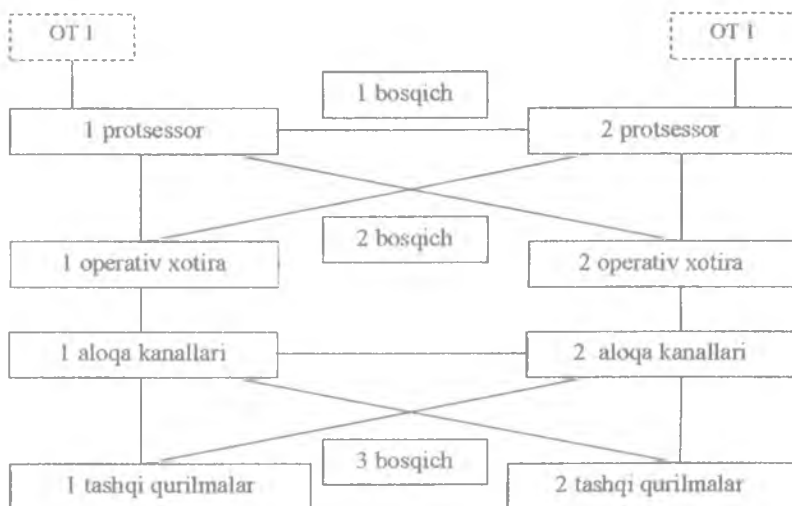 OT 1
OT 1
1 bosqich
1 protsessor
2 protsessor
2 bosqich
1 operativ xotira
2 operativ xotira
1 aloqa kanallari
2 aloqa kanallari
3 bosqich
1 tashqi qurilmalar
2 tashqi qurilmalar